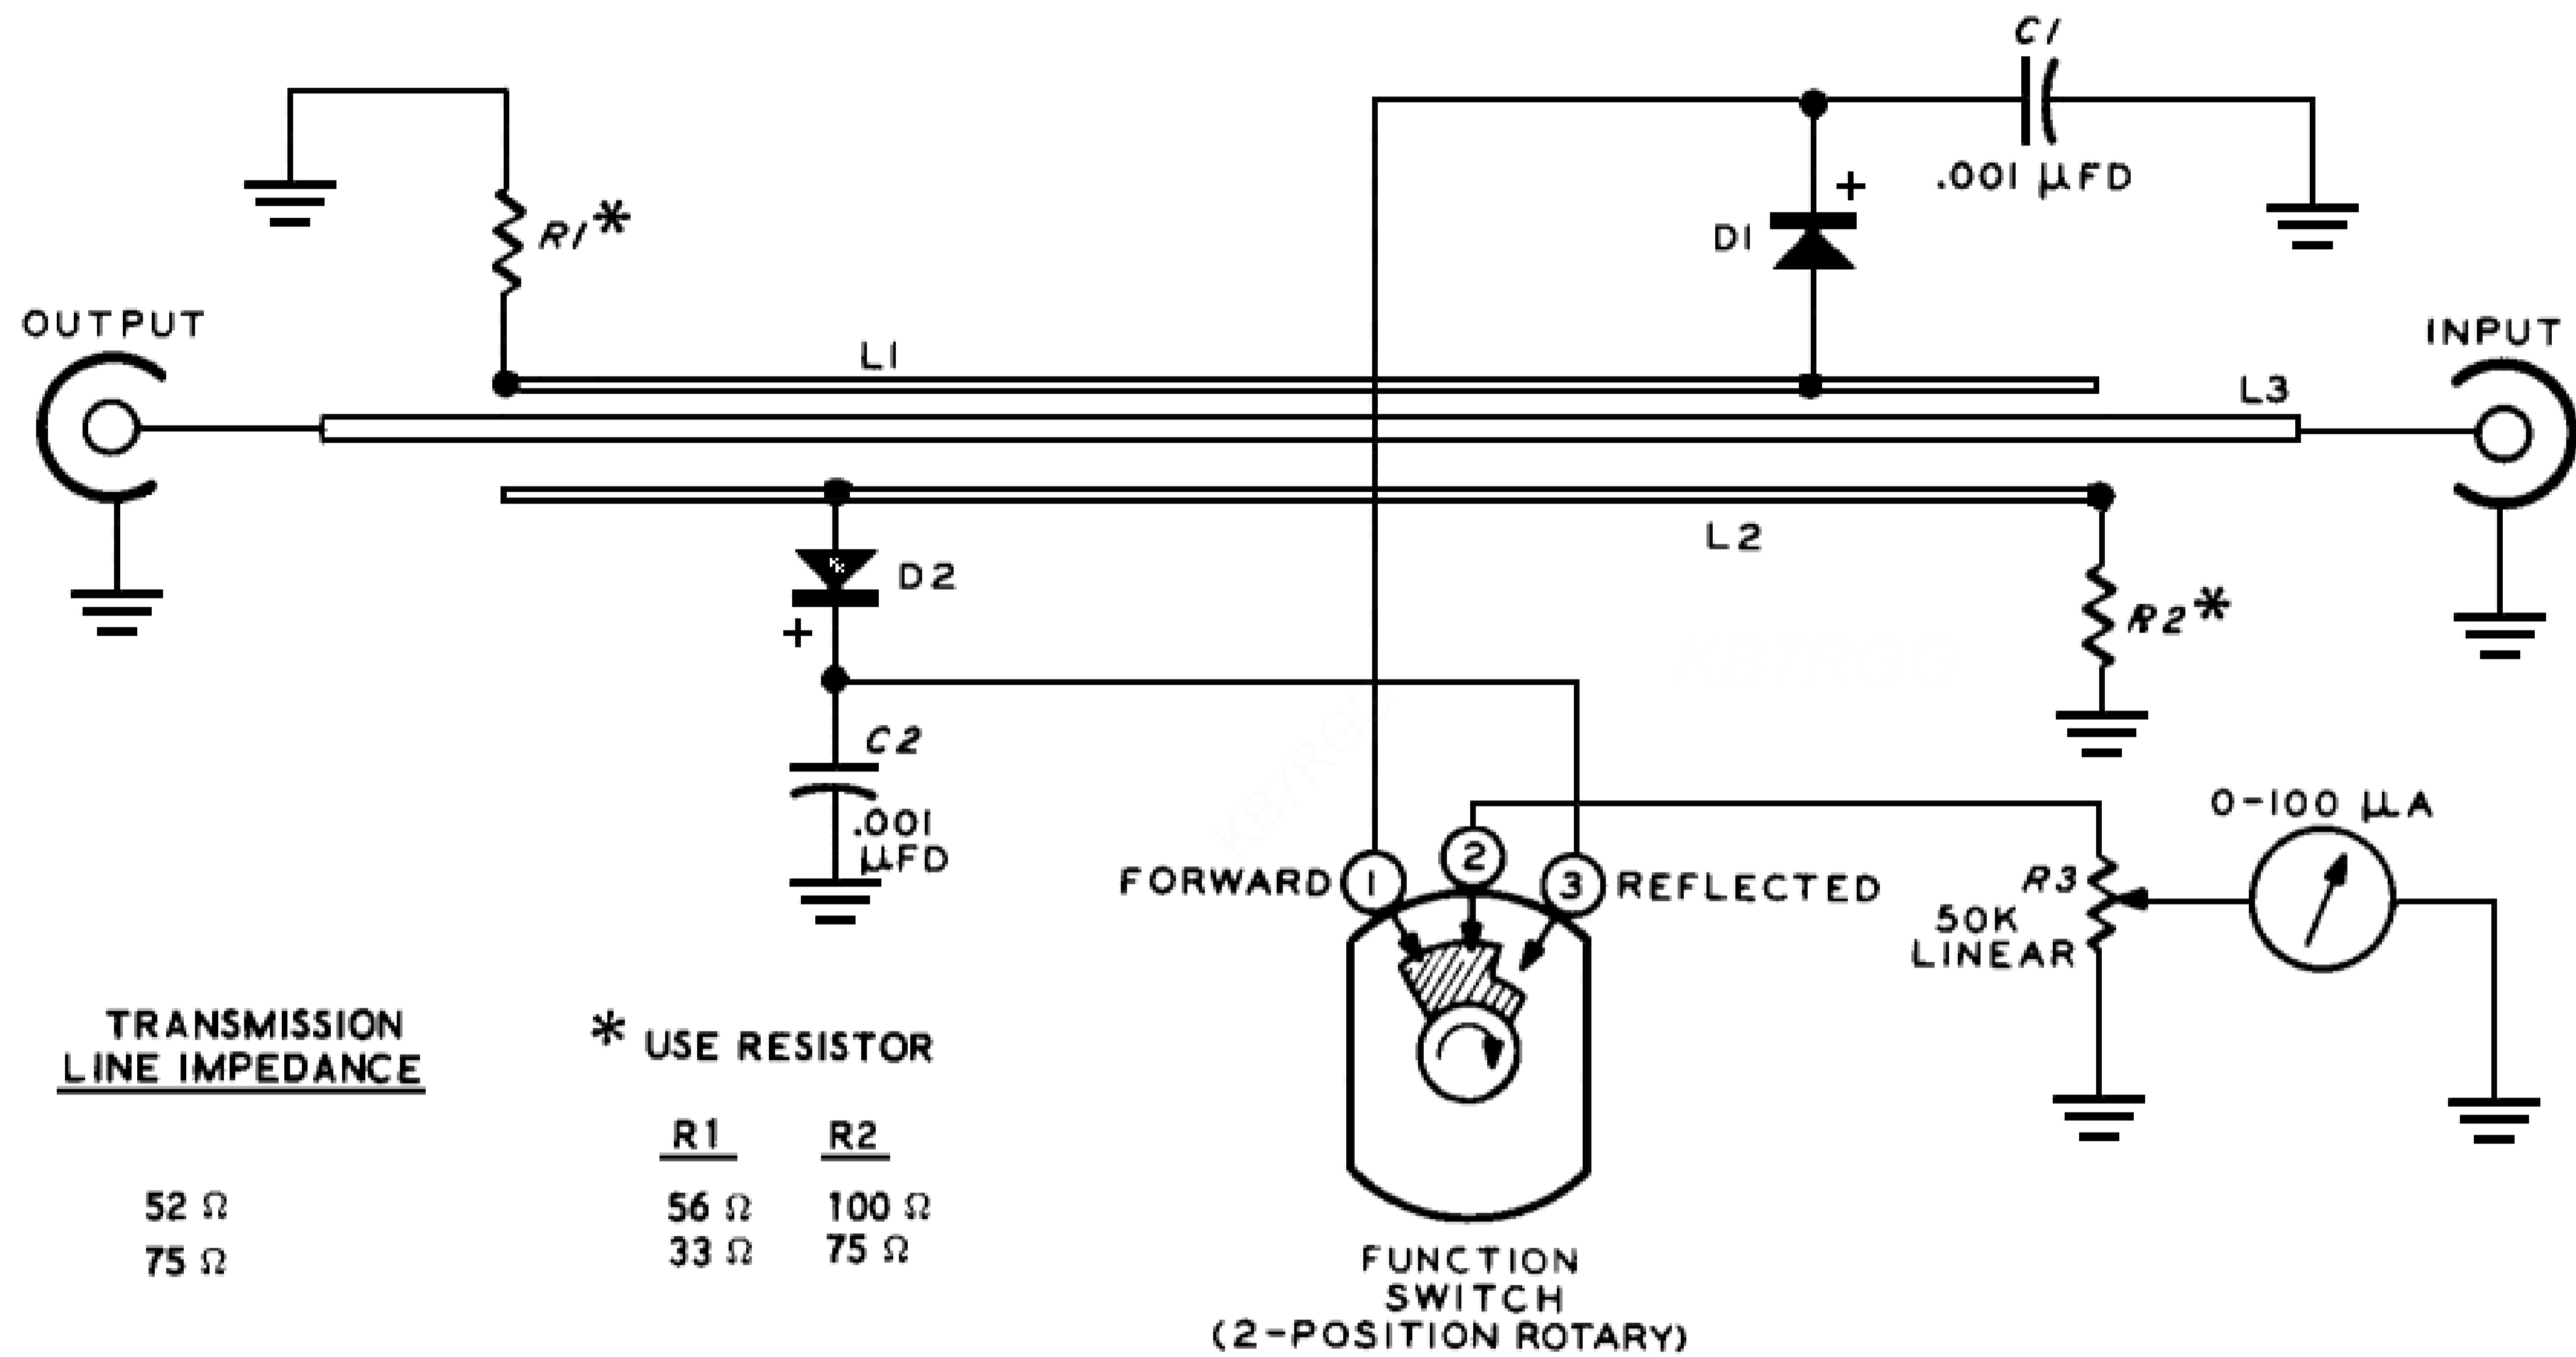 C1
.001 µFD
+
D1
R1*
OUTPUT
INPUT
L1
L3
L2
D2
+
R2*
C2
.001
µFD
0-100 µA
FORWARD 1 2 3 REFLECTED
R3
50K
LINEAR
TRANSMISSION
LINE IMPEDANCE
* USE RESISTOR
R1 R2
52 Ω 56 Ω 100 Ω
75 Ω 33 Ω 75 Ω
FUNCTION
SWITCH
(2-POSITION ROTARY)
KB7RGG